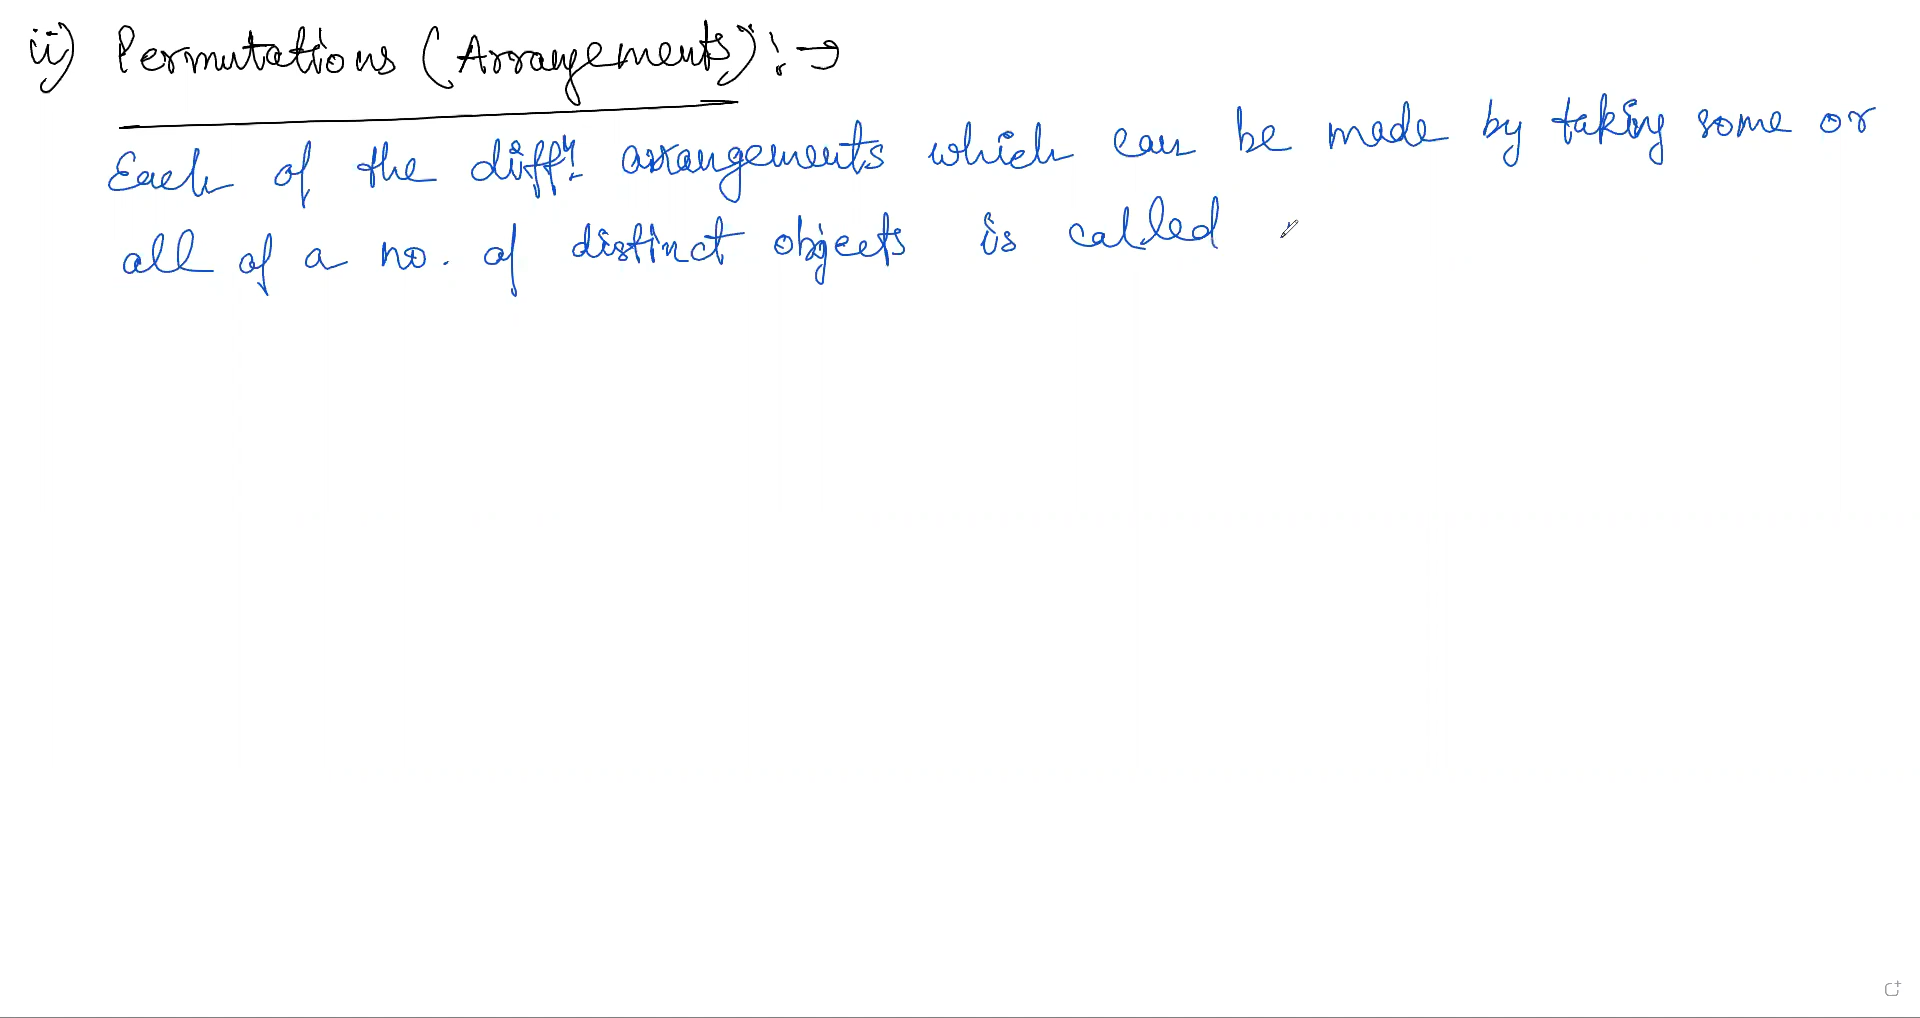 ii) Permutations (Arrangements) :→
Each of the diffn. arrangements which can be made by taking some or
all of a no. of distinct objects is called